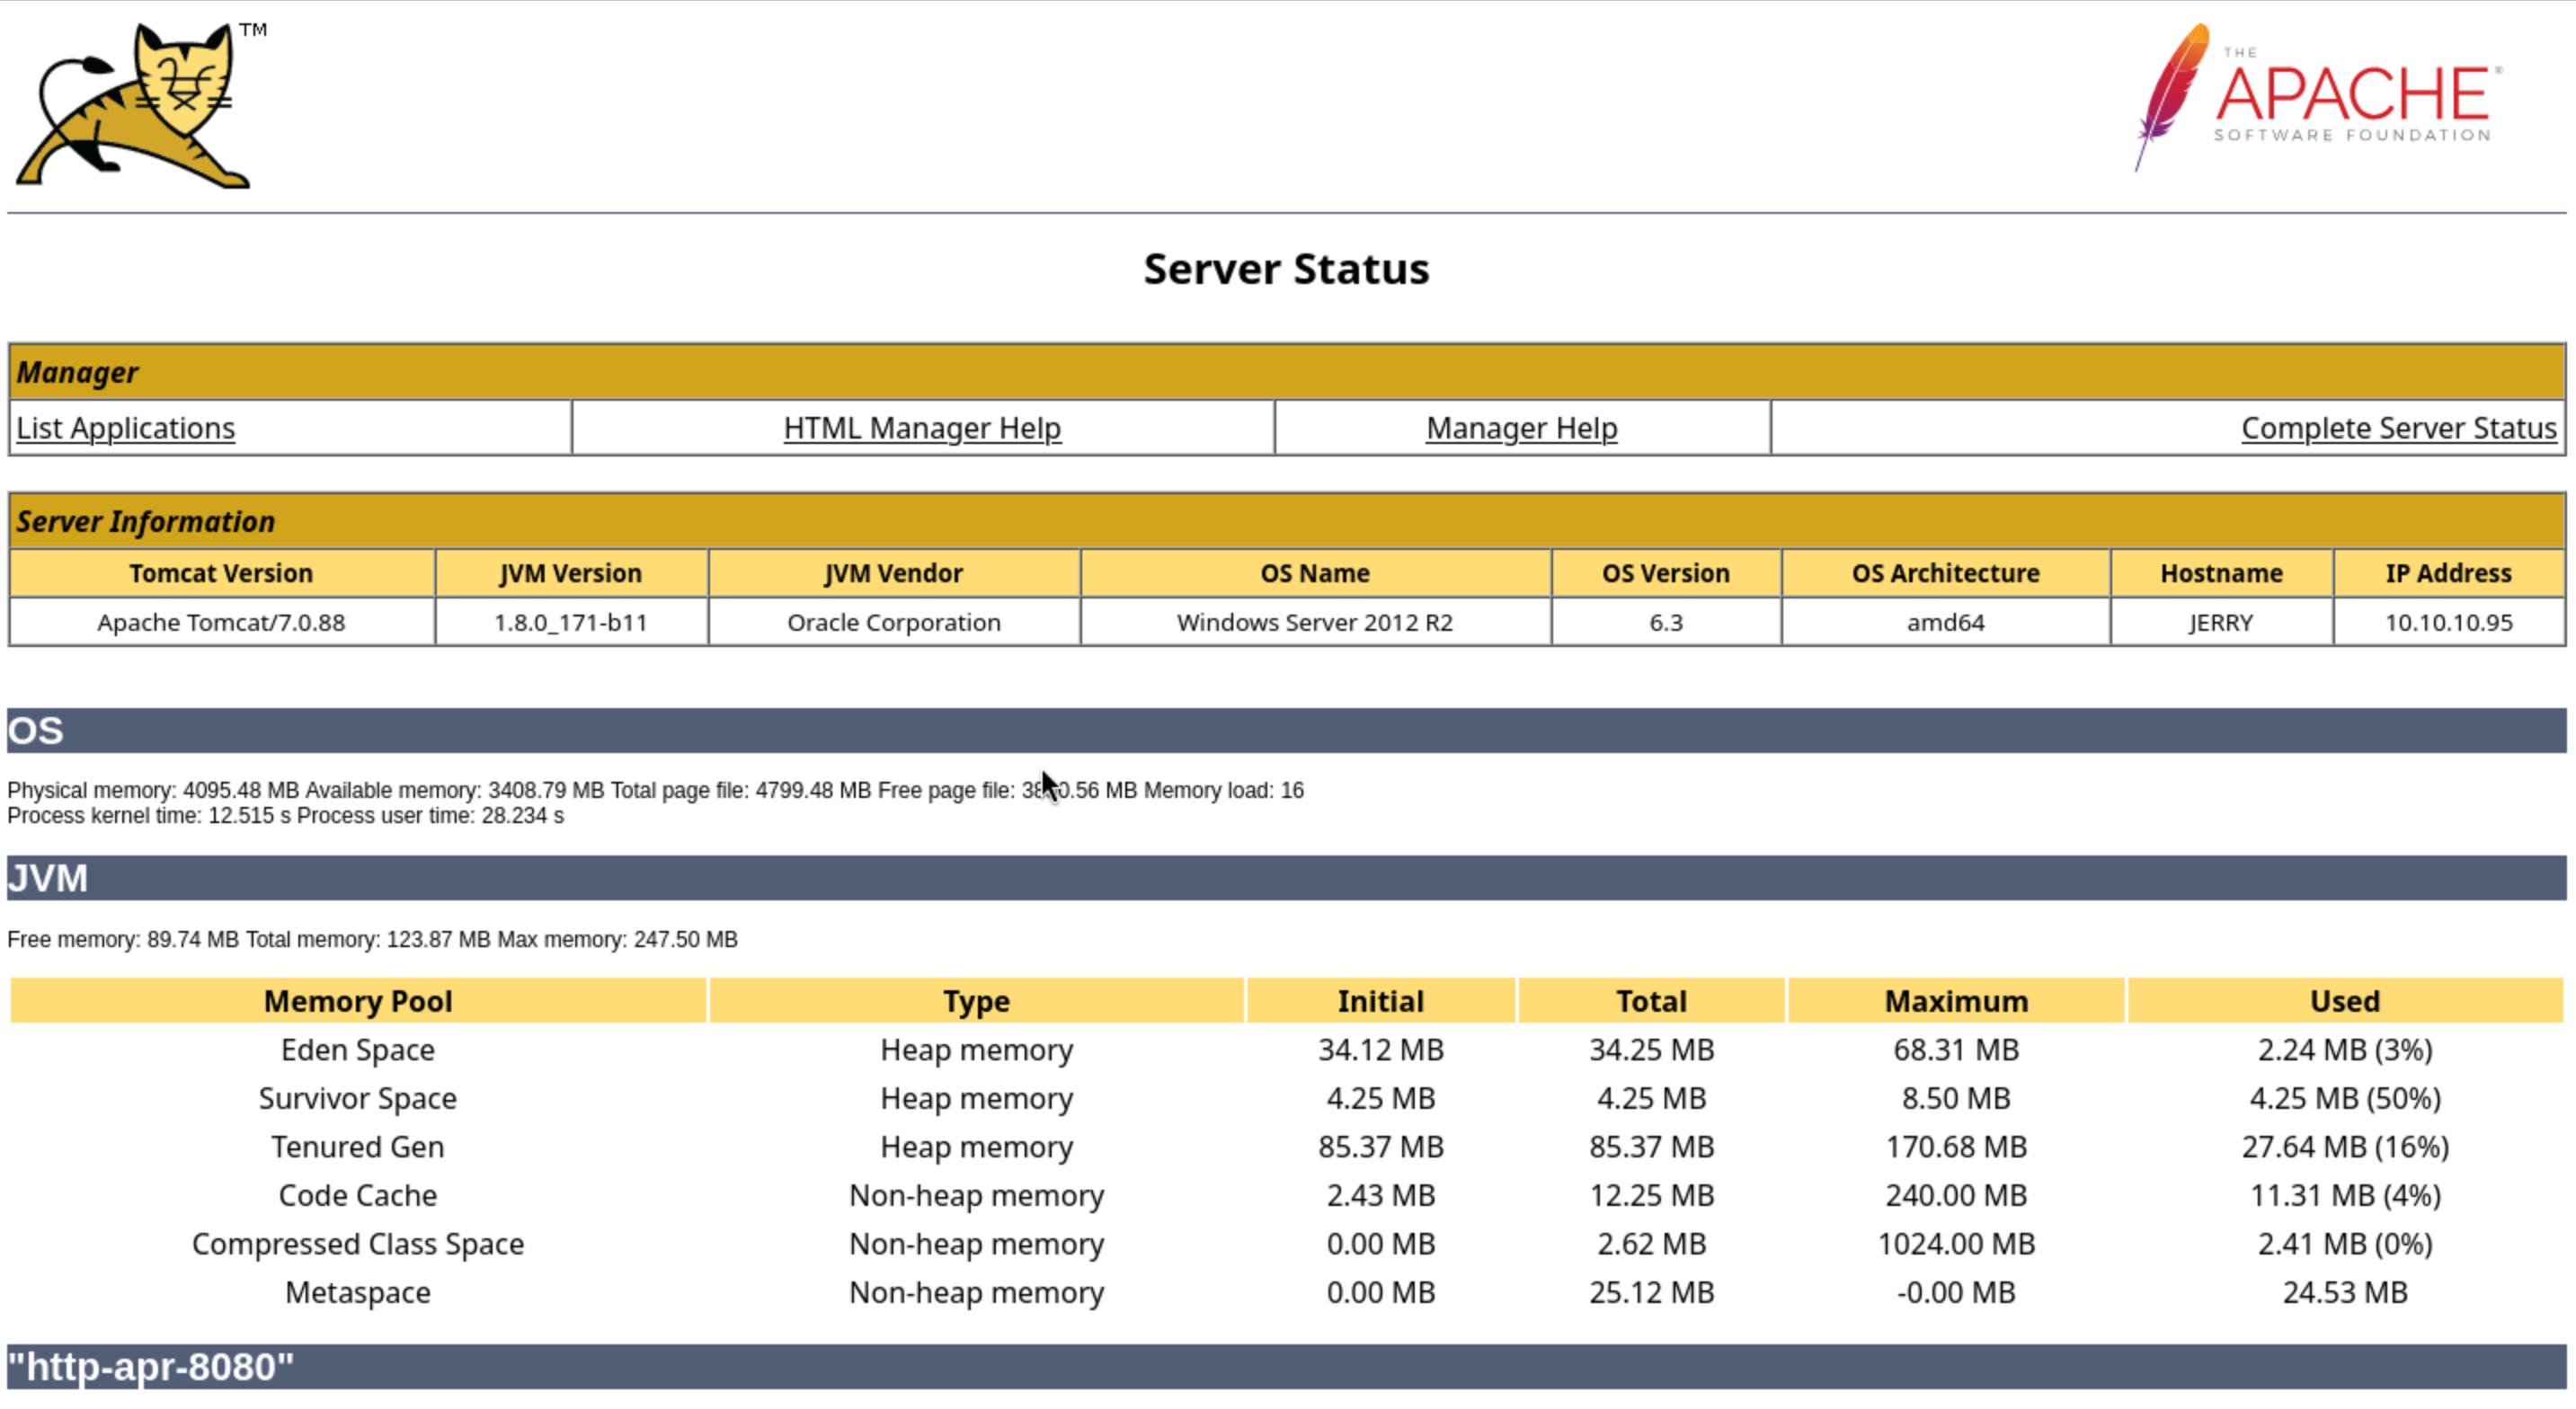 TM
THE
APACHE®
SOFTWARE FOUNDATION
Server Status
Manager
List Applications HTML Manager Help Manager Help Complete Server Status
Server Information
Tomcat Version JVM Version JVM Vendor OS Name OS Version OS Architecture Hostname IP Address
Apache Tomcat/7.0.88 1.8.0_171-b11 Oracle Corporation Windows Server 2012 R2 6.3 amd64 JERRY 10.10.10.95
OS
Physical memory: 4095.48 MB Available memory: 3408.79 MB Total page file: 4799.48 MB Free page file: MB Memory load: 16
Process kernel time: 12.515 s Process user time: 28.234 s
JVM
Free memory: 89.74 MB Total memory: 123.87 MB Max memory: 247.50 MB
Memory Pool Type Initial Total Maximum Used
Eden Space Heap memory 34.12 MB 34.25 MB 68.31 MB 2.24 MB (3%)
Survivor Space Heap memory 4.25 MB 4.25 MB 8.50 MB 4.25 MB (50%)
Tenured Gen Heap memory 85.37 MB 85.37 MB 170.68 MB 27.64 MB (16%)
Code Cache Non-heap memory 2.43 MB 12.25 MB 240.00 MB 11.31 MB (4%)
Compressed Class Space Non-heap memory 0.00 MB 2.62 MB 1024.00 MB 2.41 MB (0%)
Metaspace Non-heap memory 0.00 MB 25.12 MB -0.00 MB 24.53 MB
"http-apr-8080"